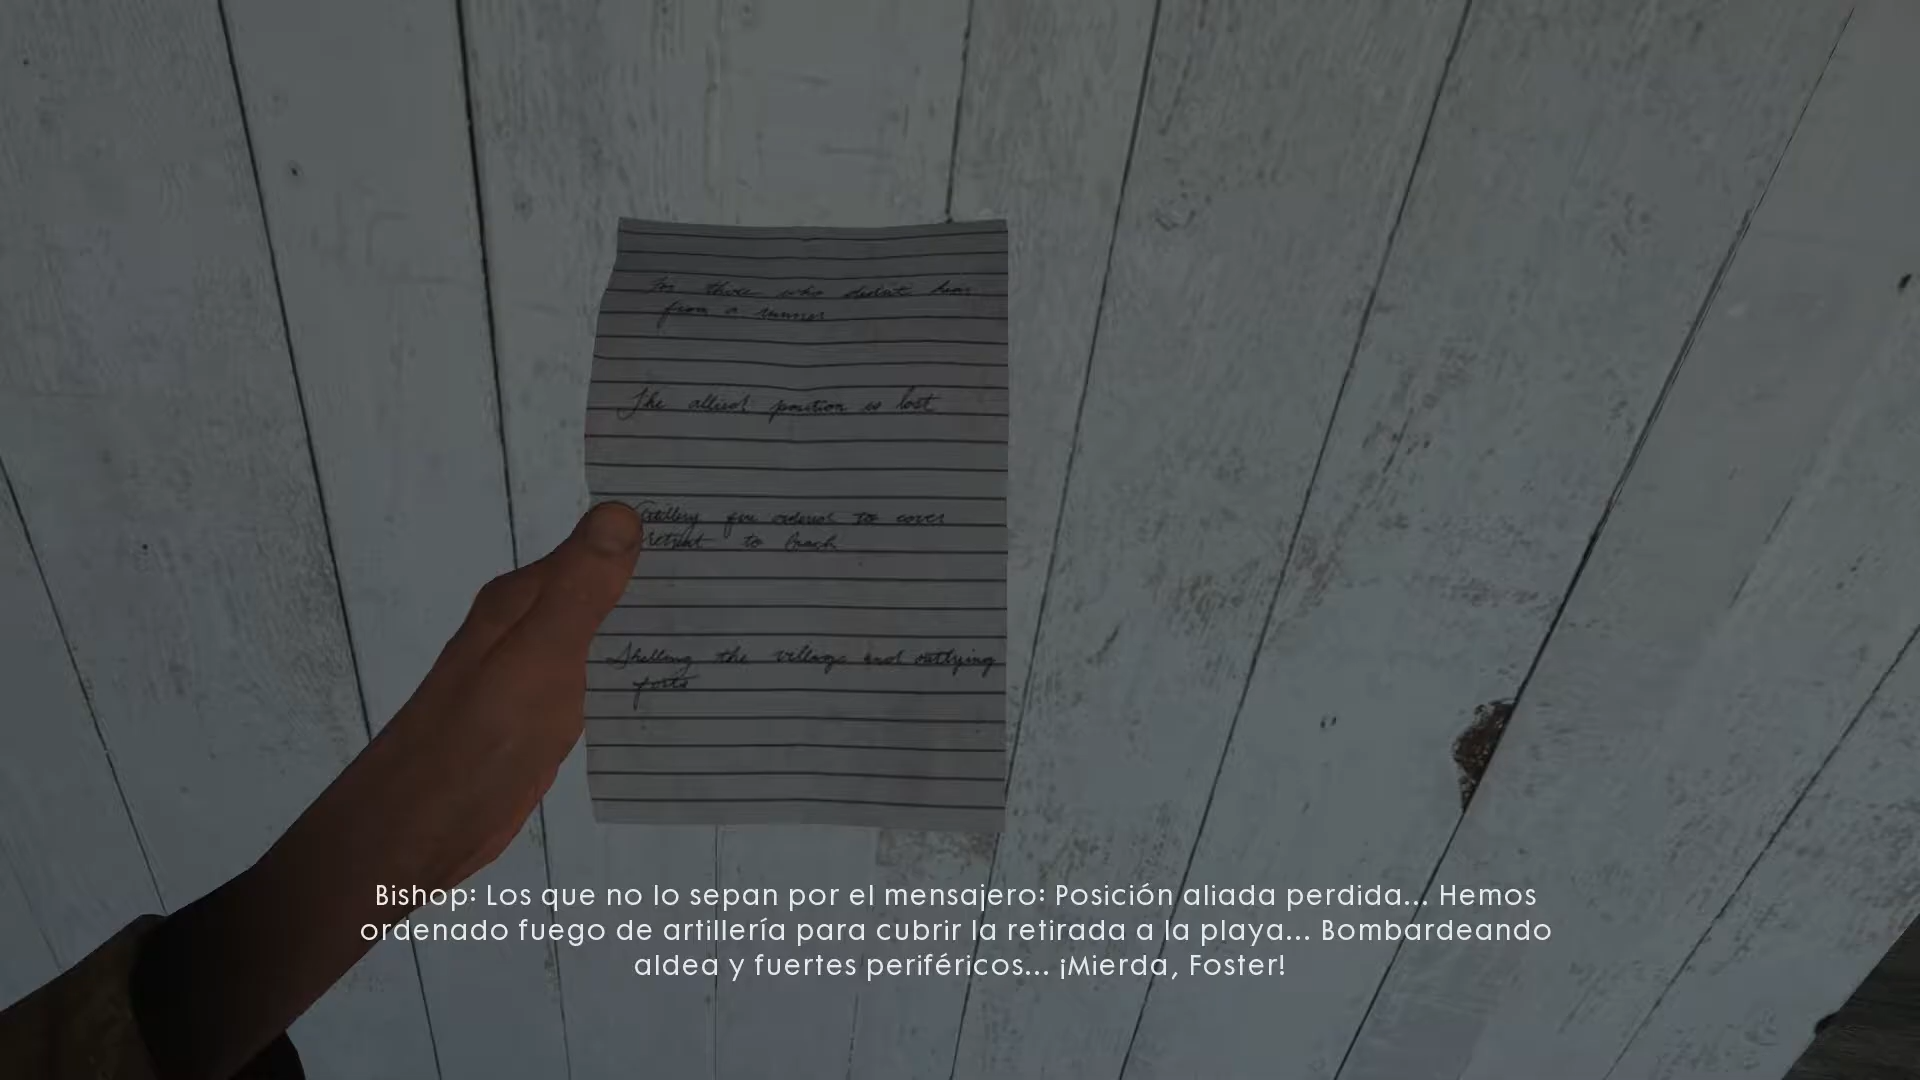 For those who didn't hear
from a runner
The allied position is lost
Artillery fire ordered to cover
retreat to Beach
Shelling the village and outlying
forts
Bishop: Los que no lo sepan por el mensajero: Posición aliada perdida... Hemos
ordenado fuego de artillería para cubrir la retirada a la playa... Bombardeando
aldea y fuertes periféricos... ¡Mierda, Foster!